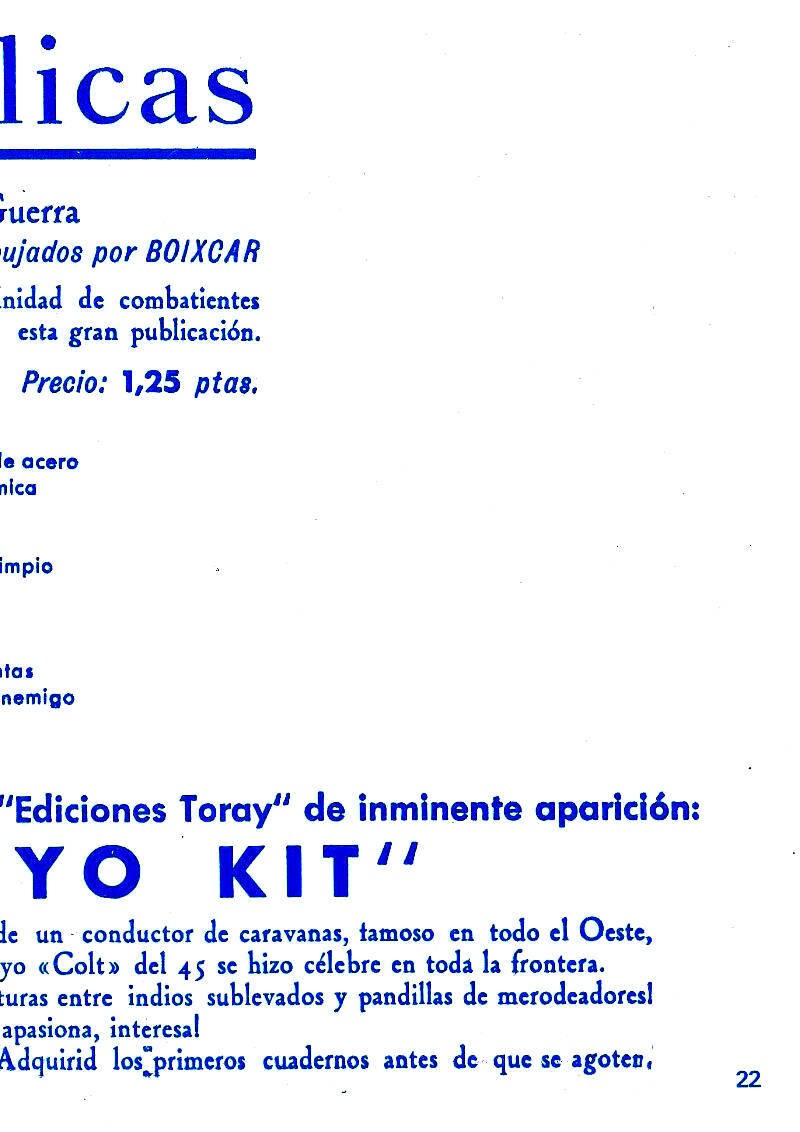 licas
Guerra
ujados por BOIXCAR
nidad de combatientes
esta gran publicación.
Precio: 1,25 ptas.
le acero
nica
impio
ntas
nemigo
"Ediciones Toray" de inminente aparición:
YO KIT"
de un conductor de caravanas, famoso en todo el Oeste,
yo «Colt» del 45 se hizo célebre en toda la frontera.
turas entre indios sublevados y pandillas de merodeadores!
apasiona, interesa!
Adquirid los primeros cuadernos antes de que se agoten.
22